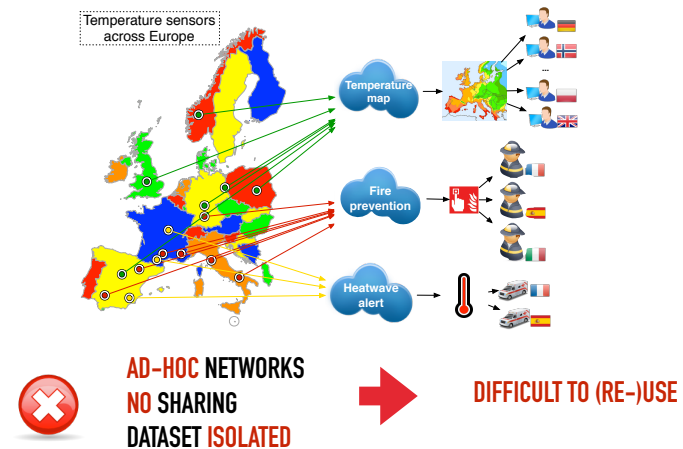 Temperature sensors
across Europe
Temperature
map
...
Fire
prevention
Heatwave
alert
AD-HOC NETWORKS
NO SHARING
DATASET ISOLATED
DIFFICULT TO (RE-)USE